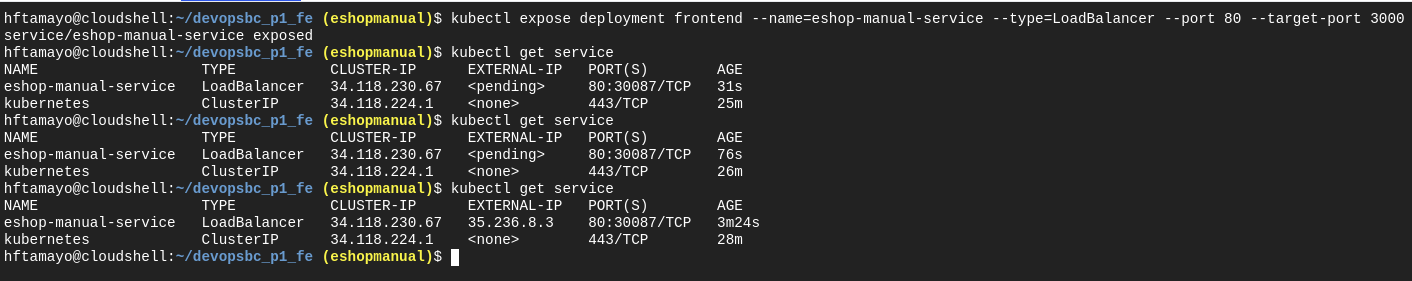 hftamayo@cloudshell:~/devopsbc_p1_fe (eshopmanual)$ kubectl expose deployment frontend --name=eshop-manual-service --type=LoadBalancer --port 80 --target-port 3000
service/eshop-manual-service exposed
hftamayo@cloudshell:~/devopsbc_p1_fe (eshopmanual)$ kubectl get service
NAME                   TYPE           CLUSTER-IP      EXTERNAL-IP   PORT(S)        AGE
eshop-manual-service   LoadBalancer   34.118.230.67   <pending>     80:30087/TCP   31s
kubernetes             ClusterIP      34.118.224.1    <none>        443/TCP        25m
hftamayo@cloudshell:~/devopsbc_p1_fe (eshopmanual)$ kubectl get service
NAME                   TYPE           CLUSTER-IP      EXTERNAL-IP   PORT(S)        AGE
eshop-manual-service   LoadBalancer   34.118.230.67   <pending>     80:30087/TCP   76s
kubernetes             ClusterIP      34.118.224.1    <none>        443/TCP        26m
hftamayo@cloudshell:~/devopsbc_p1_fe (eshopmanual)$ kubectl get service
NAME                   TYPE           CLUSTER-IP      EXTERNAL-IP   PORT(S)        AGE
eshop-manual-service   LoadBalancer   34.118.230.67   35.236.8.3    80:30087/TCP   3m24s
kubernetes             ClusterIP      34.118.224.1    <none>        443/TCP        28m
hftamayo@cloudshell:~/devopsbc_p1_fe (eshopmanual)$